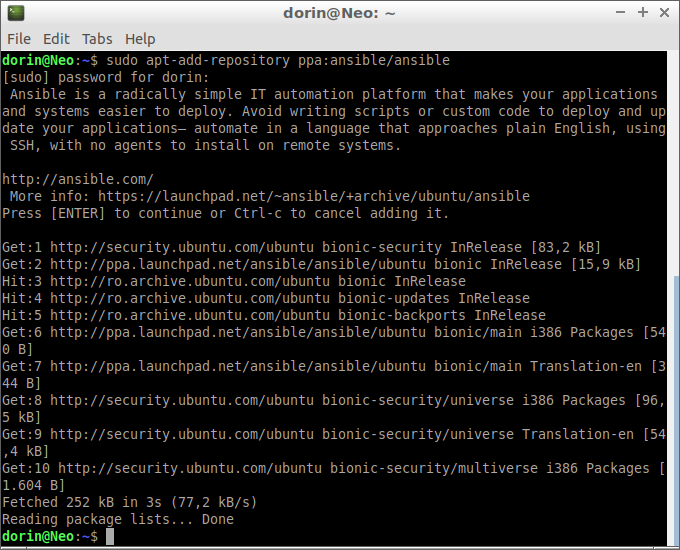 dorin@Neo: ~
File Edit Tabs Help
dorin@Neo:~$ sudo apt-add-repository ppa:ansible/ansible
[sudo] password for dorin:
 Ansible is a radically simple IT automation platform that makes your applications
and systems easier to deploy. Avoid writing scripts or custom code to deploy and up
date your applications— automate in a language that approaches plain English, using
 SSH, with no agents to install on remote systems.

http://ansible.com/
 More info: https://launchpad.net/~ansible/+archive/ubuntu/ansible
Press [ENTER] to continue or Ctrl-c to cancel adding it.

Get:1 http://security.ubuntu.com/ubuntu bionic-security InRelease [83,2 kB]
Get:2 http://ppa.launchpad.net/ansible/ansible/ubuntu bionic InRelease [15,9 kB]
Hit:3 http://ro.archive.ubuntu.com/ubuntu bionic InRelease
Hit:4 http://ro.archive.ubuntu.com/ubuntu bionic-updates InRelease
Hit:5 http://ro.archive.ubuntu.com/ubuntu bionic-backports InRelease
Get:6 http://ppa.launchpad.net/ansible/ansible/ubuntu bionic/main i386 Packages [54
0 B]
Get:7 http://ppa.launchpad.net/ansible/ansible/ubuntu bionic/main Translation-en [3
44 B]
Get:8 http://security.ubuntu.com/ubuntu bionic-security/universe i386 Packages [96,
5 kB]
Get:9 http://security.ubuntu.com/ubuntu bionic-security/universe Translation-en [54
,4 kB]
Get:10 http://security.ubuntu.com/ubuntu bionic-security/multiverse i386 Packages [
1.604 B]
Fetched 252 kB in 3s (77,2 kB/s)
Reading package lists... Done
dorin@Neo:~$